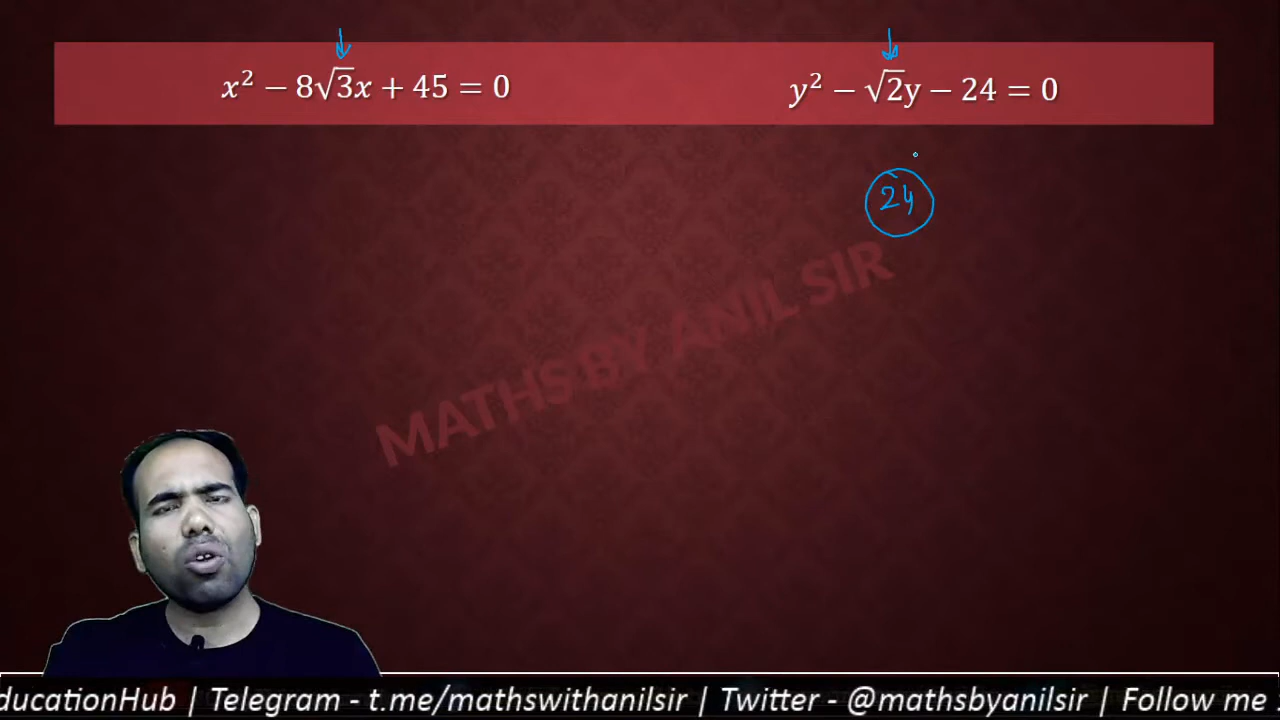 x² − 8√3x + 45 = 0
y² − √2y − 24 = 0
24
MATHS BY ANIL SIR
ducationHub | Telegram - t.me/mathswithanilsir | Twitter - @mathsbyanilsir | Follow me